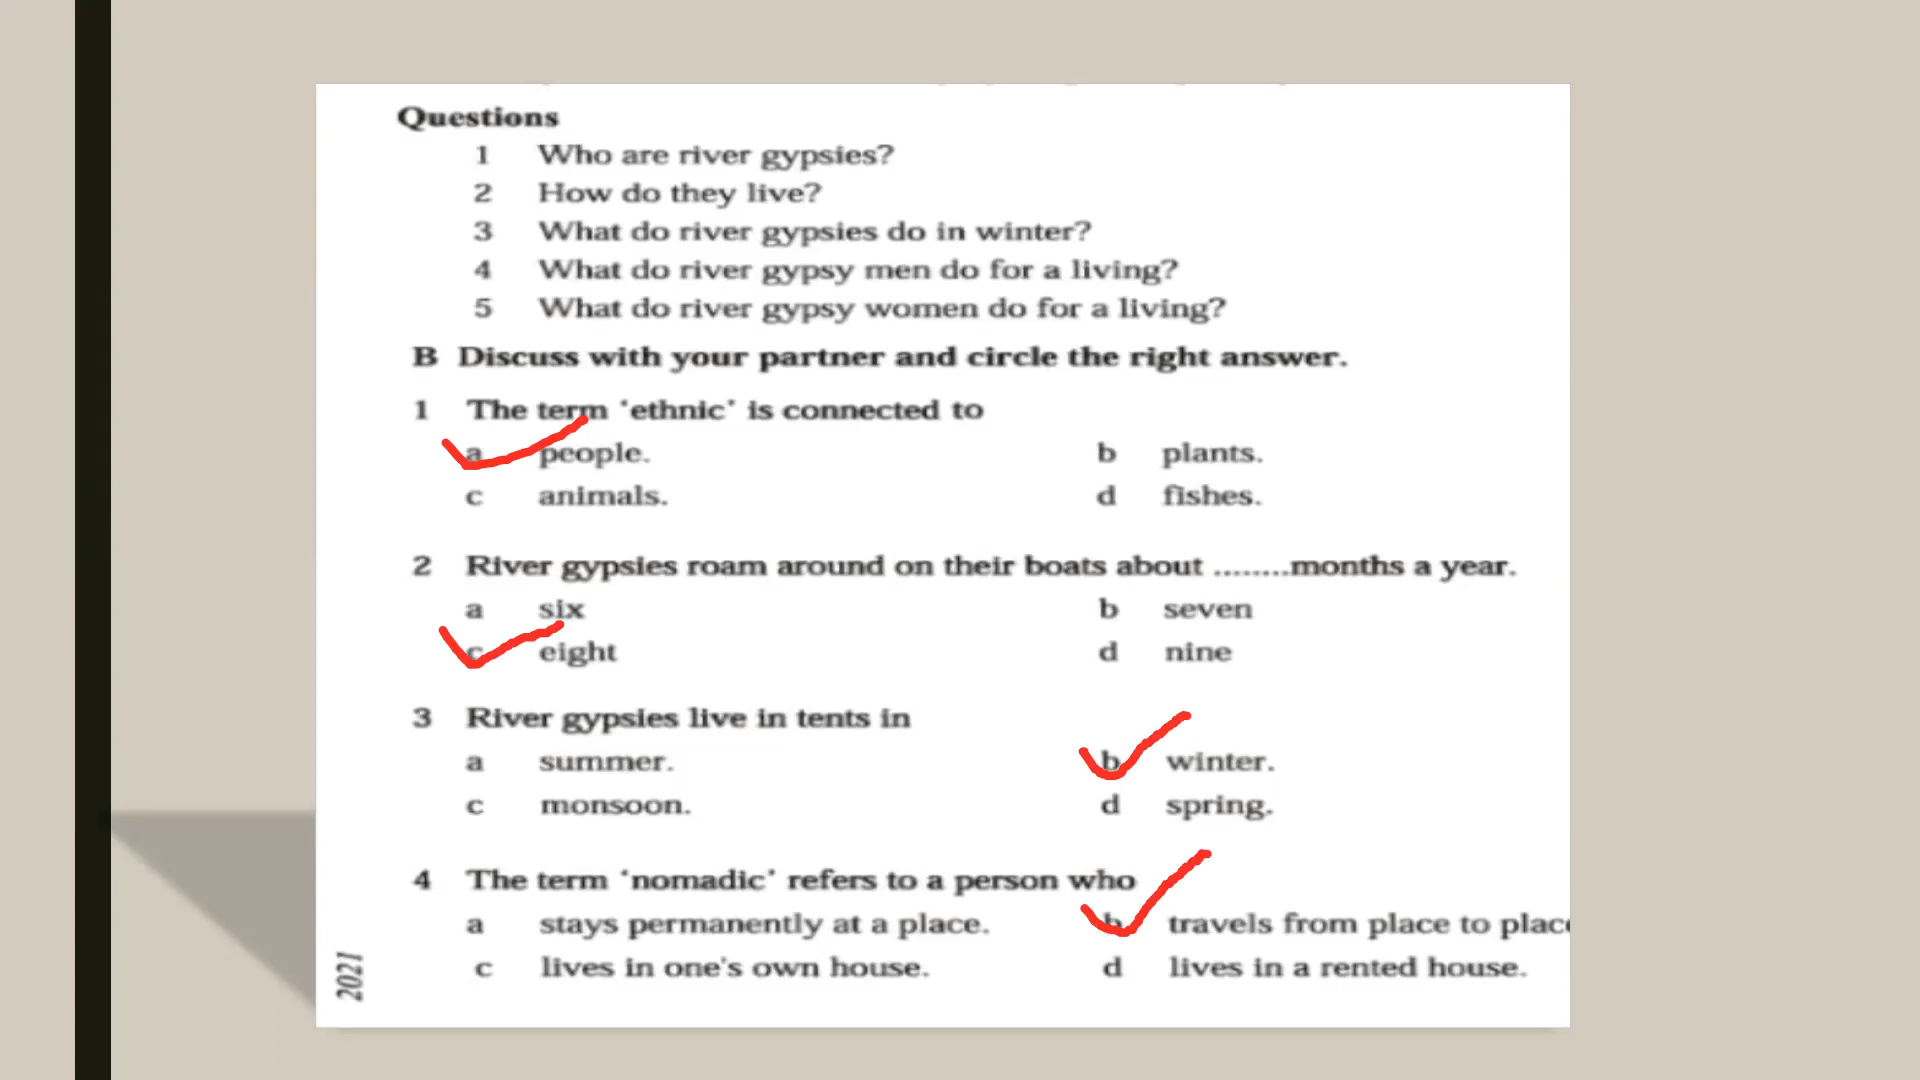 Questions
1 Who are river gypsies?
2 How do they live?
3 What do river gypsies do in winter?
4 What do river gypsy men do for a living?
5 What do river gypsy women do for a living?
B Discuss with your partner and circle the right answer.
1 The term ‘ethnic’ is connected to
a people. b plants.
c animals. d fishes.
2 River gypsies roam around on their boats about ........months a year.
a six b seven
c eight d nine
3 River gypsies live in tents in
a summer. b winter.
c monsoon. d spring.
4 The term ‘nomadic’ refers to a person who
a stays permanently at a place. b travels from place to plac
c lives in one's own house. d lives in a rented house.
2021